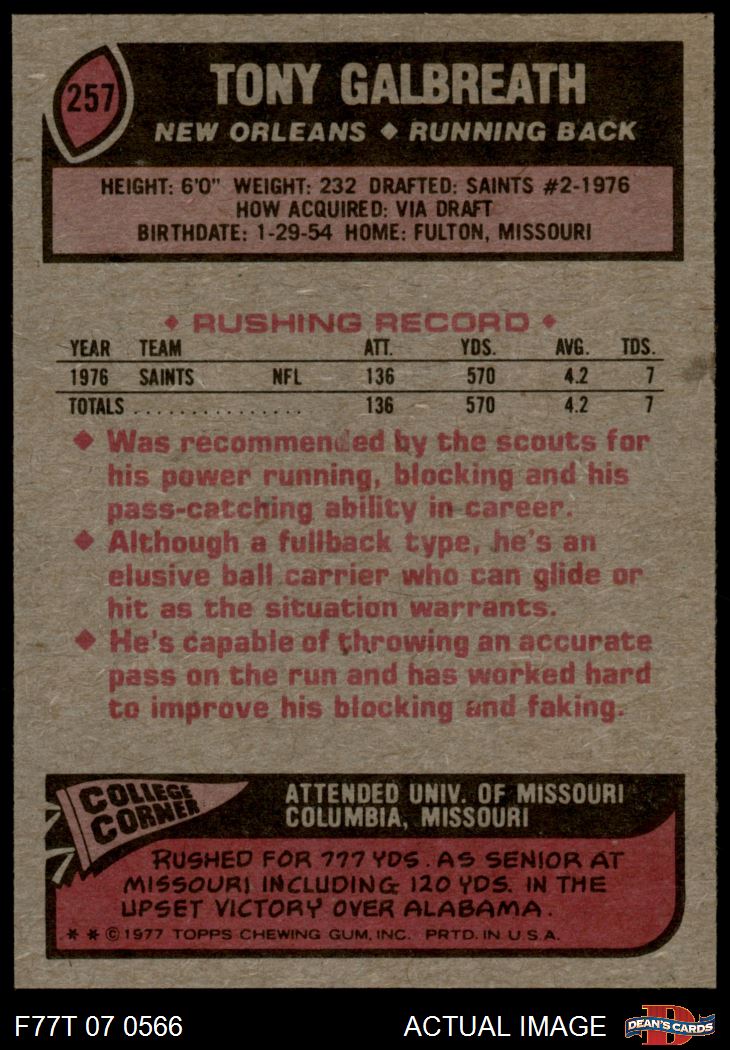 257
TONY GALBREATH
NEW ORLEANS ◆ RUNNING BACK
HEIGHT: 6'0" WEIGHT: 232 DRAFTED: SAINTS #2-1976
HOW ACQUIRED: VIA DRAFT
BIRTHDATE: 1-29-54 HOME: FULTON, MISSOURI
◆ RUSHING RECORD ◆
YEAR TEAM ATT. YDS. AVG. TDS.
1976 SAINTS NFL 136 570 4.2 7
TOTALS . . . . . . . . . . . . . . . 136 570 4.2 7
◆ Was recommended by the scouts for
his power running, blocking and his
pass-catching ability in career.
◆ Although a fullback type, he's an
elusive ball carrier who can glide or
hit as the situation warrants.
◆ He's capable of throwing an accurate
pass on the run and has worked hard
to improve his blocking and faking.
COLLEGE
CORNER
ATTENDED UNIV. OF MISSOURI
COLUMBIA, MISSOURI
RUSHED FOR 777 YDS. AS SENIOR AT
MISSOURI INCLUDING 120 YDS. IN THE
UPSET VICTORY OVER ALABAMA.
* * © 1977 TOPPS CHEWING GUM, INC. PRTD. IN U.S.A.
F77T 07 0566 ACTUAL IMAGE
D
DEAN'S CARDS